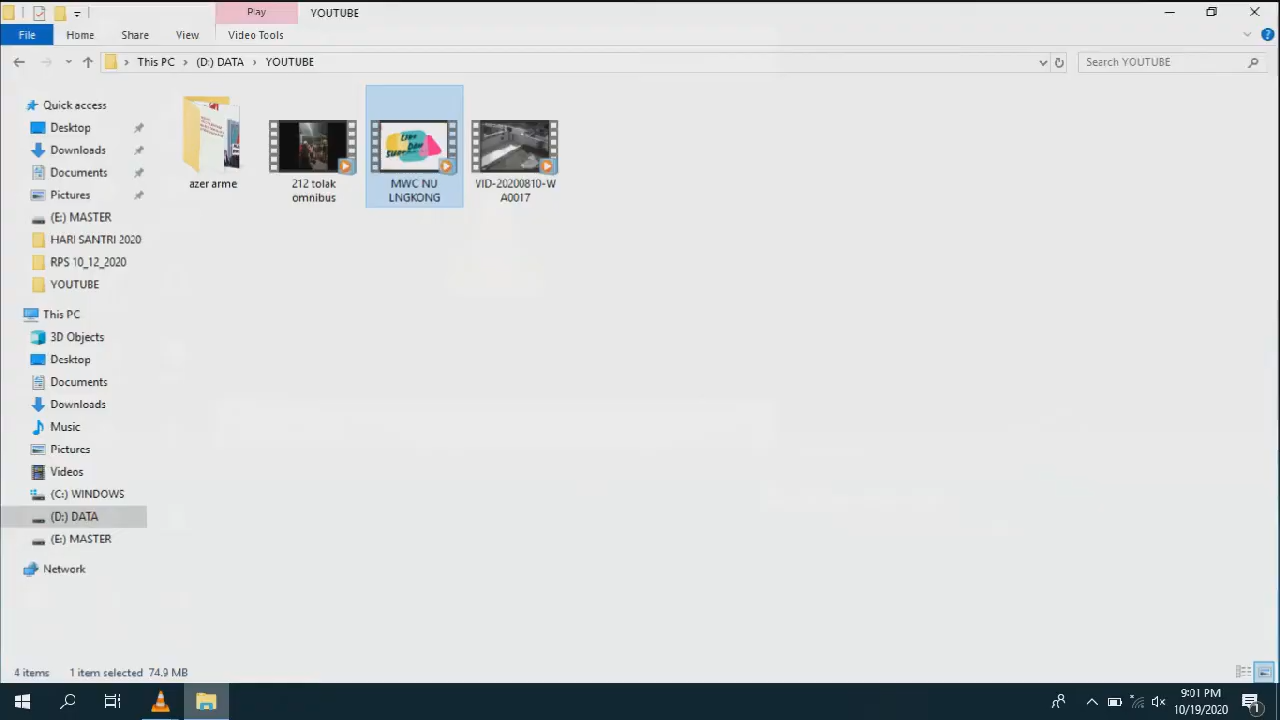 Play
YOUTUBE
File
Home
Share
View
Video Tools
This PC
(D:) DATA
YOUTUBE
Search YOUTUBE
Quick access
Desktop
Downloads
Documents
Pictures
(E:) MASTER
HARI SANTRI 2020
RPS 10_12_2020
YOUTUBE
This PC
3D Objects
Desktop
Documents
Downloads
Music
Pictures
Videos
(C:) WINDOWS
(D:) DATA
(E:) MASTER
Network
azer arme
212 tolak
omnibus
MWC NU
LNGKONG
VID-20200810-W
A0017
4 items
1 item selected 74.9 MB
9:01 PM
10/19/2020
1